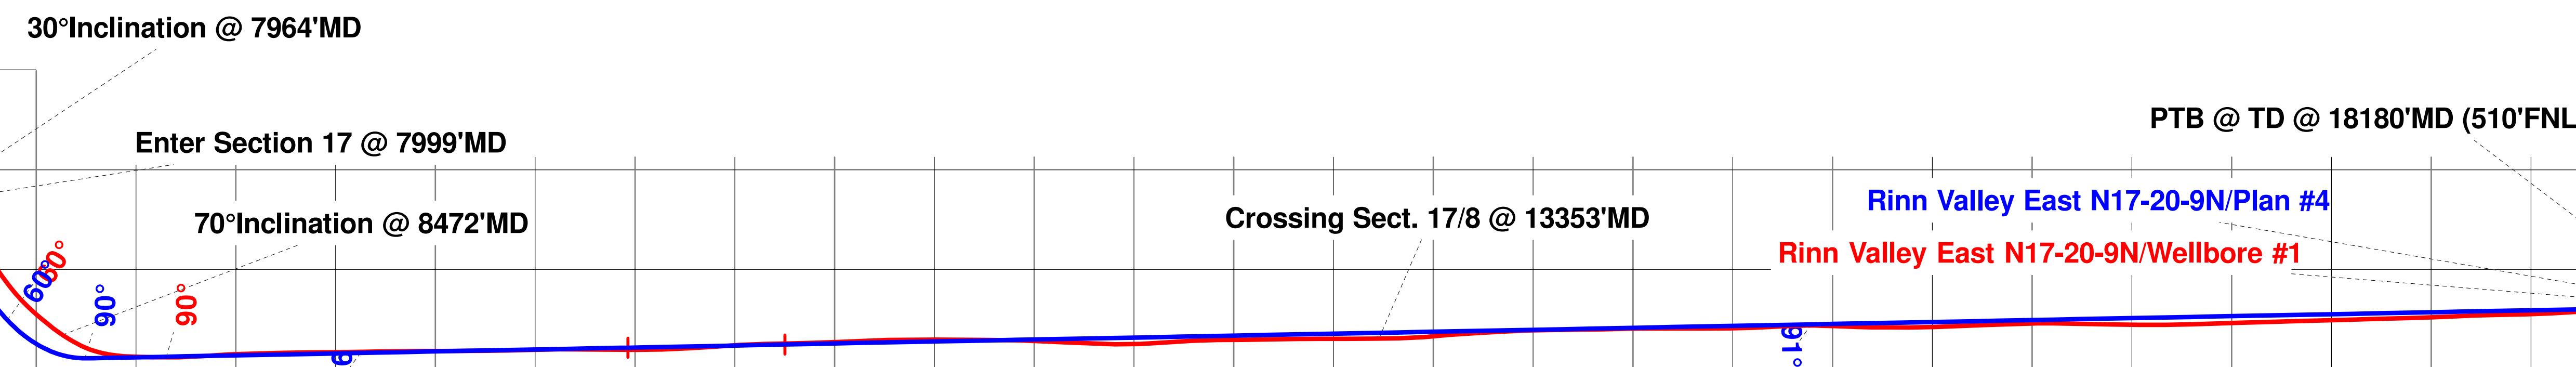 30°Inclination @ 7964'MD
PTB @ TD @ 18180'MD (510'FNL
Enter Section 17 @ 7999'MD
Rinn Valley East N17-20-9N/Plan #4
70°Inclination @ 8472'MD
Crossing Sect. 17/8 @ 13353'MD
Rinn Valley East N17-20-9N/Wellbore #1
60°
60°
90°
90°
91°